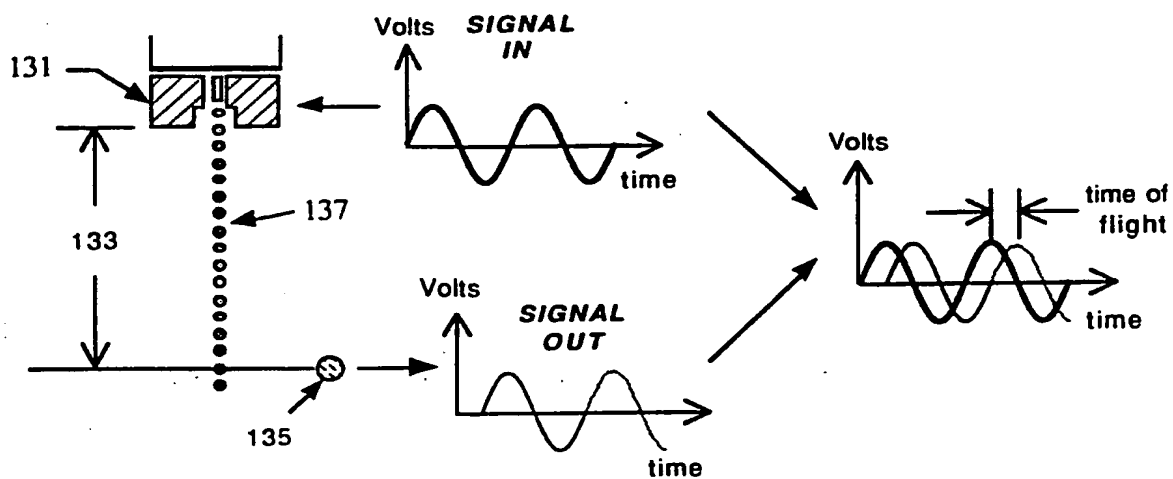 131
133
137
135
Volts
SIGNAL
IN
time
Volts
SIGNAL
OUT
time
Volts
time of
flight
time